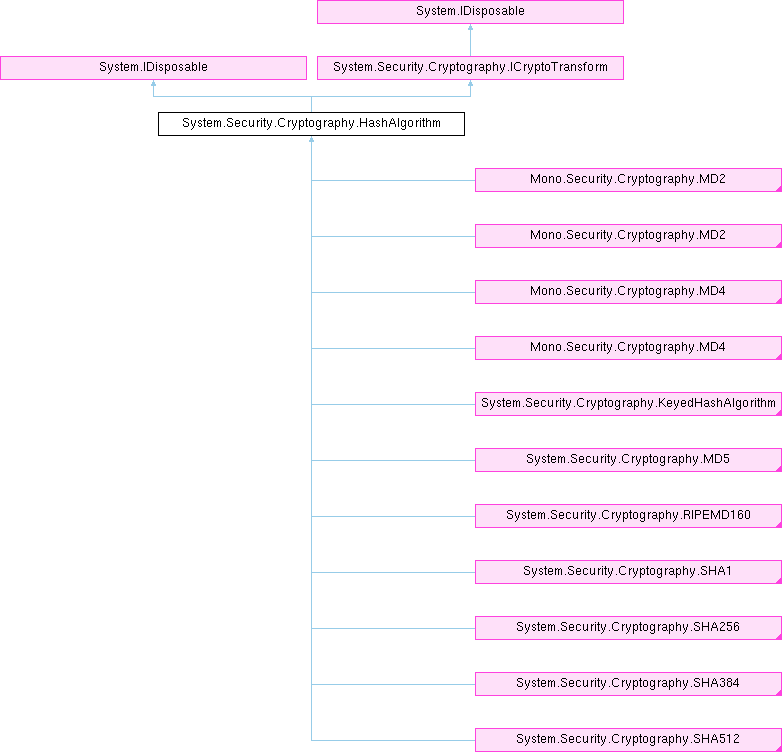 System.IDisposable
System.IDisposable
System.Security.Cryptography.ICryptoTransform
System.Security.Cryptography.HashAlgorithm
Mono.Security.Cryptography.MD2
Mono.Security.Cryptography.MD2
Mono.Security.Cryptography.MD4
Mono.Security.Cryptography.MD4
System.Security.Cryptography.KeyedHashAlgorithm
System.Security.Cryptography.MD5
System.Security.Cryptography.RIPEMD160
System.Security.Cryptography.SHA1
System.Security.Cryptography.SHA256
System.Security.Cryptography.SHA384
System.Security.Cryptography.SHA512